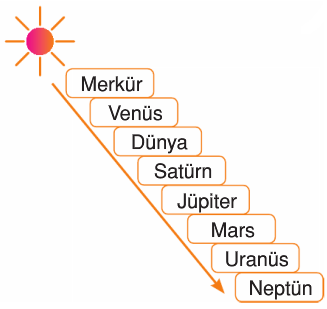 Merkür
Venüs
Dünya
Satürn
Jüpiter
Mars
Uranüs
Neptün